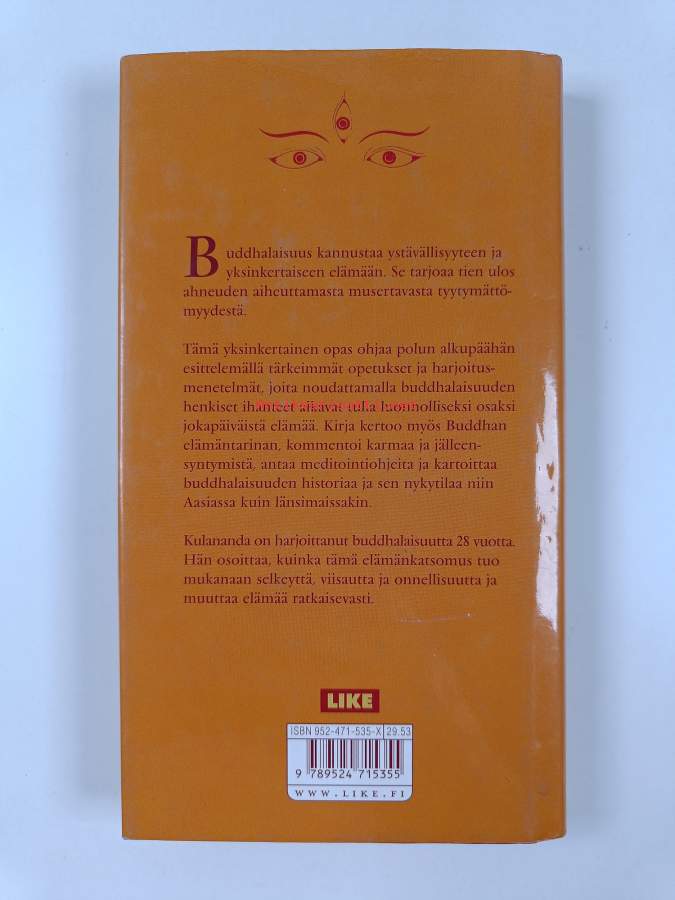 Buddhalaisuus kannustaa ystävällisyyteen ja
yksinkertaiseen elämään. Se tarjoaa tien ulos
ahneuden aiheuttamasta musertavasta tyytymättö-
myydestä.
Tämä yksinkertainen opas ohjaa polun alkupäähän
esittelemällä tärkeimmät opetukset ja harjoitus-
menetelmät, joita noudattamalla buddhalaisuuden
henkiset ihanteet alkavat tulla luonnolliseksi osaksi
jokapäiväistä elämää. Kirja kertoo myös Buddhan
elämäntarinan, kommentoi karmaa ja jälleen-
syntymistä, antaa meditointiohjeita ja kartoittaa
buddhalaisuuden historiaa ja sen nykytilaa niin
Aasiassa kuin länsimaissakin.
Kulananda on harjoittanut buddhalaisuutta 28 vuotta.
Hän osoittaa, kuinka tämä elämänkatsomus tuo
mukanaan selkeyttä, viisautta ja onnellisuutta ja
muuttaa elämää ratkaisevasti.
LIKE
ISBN 952-471-535-X 29.53
9 789524 715355
WWW.LIKE.FI